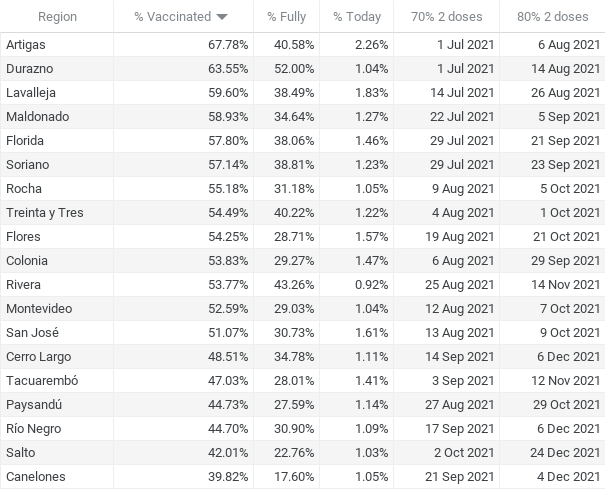 Region % Vaccinated % Fully % Today 70% 2 doses 80% 2 doses
Artigas 67.78% 40.58% 2.26% 1 Jul 2021 6 Aug 2021
Durazno 63.55% 52.00% 1.04% 1 Jul 2021 14 Aug 2021
Lavalleja 59.60% 38.49% 1.83% 14 Jul 2021 26 Aug 2021
Maldonado 58.93% 34.64% 1.27% 22 Jul 2021 5 Sep 2021
Florida 57.80% 38.06% 1.46% 29 Jul 2021 21 Sep 2021
Soriano 57.14% 38.81% 1.23% 29 Jul 2021 23 Sep 2021
Rocha 55.18% 31.18% 1.05% 9 Aug 2021 5 Oct 2021
Treinta y Tres 54.49% 40.22% 1.22% 4 Aug 2021 1 Oct 2021
Flores 54.25% 28.71% 1.57% 19 Aug 2021 21 Oct 2021
Colonia 53.83% 29.27% 1.47% 6 Aug 2021 29 Sep 2021
Rivera 53.77% 43.26% 0.92% 25 Aug 2021 14 Nov 2021
Montevideo 52.59% 29.03% 1.04% 12 Aug 2021 7 Oct 2021
San José 51.07% 30.73% 1.61% 13 Aug 2021 9 Oct 2021
Cerro Largo 48.51% 34.78% 1.11% 14 Sep 2021 6 Dec 2021
Tacuarembó 47.03% 28.01% 1.41% 3 Sep 2021 12 Nov 2021
Paysandú 44.73% 27.59% 1.14% 27 Aug 2021 29 Oct 2021
Río Negro 44.70% 30.90% 1.09% 17 Sep 2021 6 Dec 2021
Salto 42.01% 22.76% 1.03% 2 Oct 2021 24 Dec 2021
Canelones 39.82% 17.60% 1.05% 21 Sep 2021 4 Dec 2021